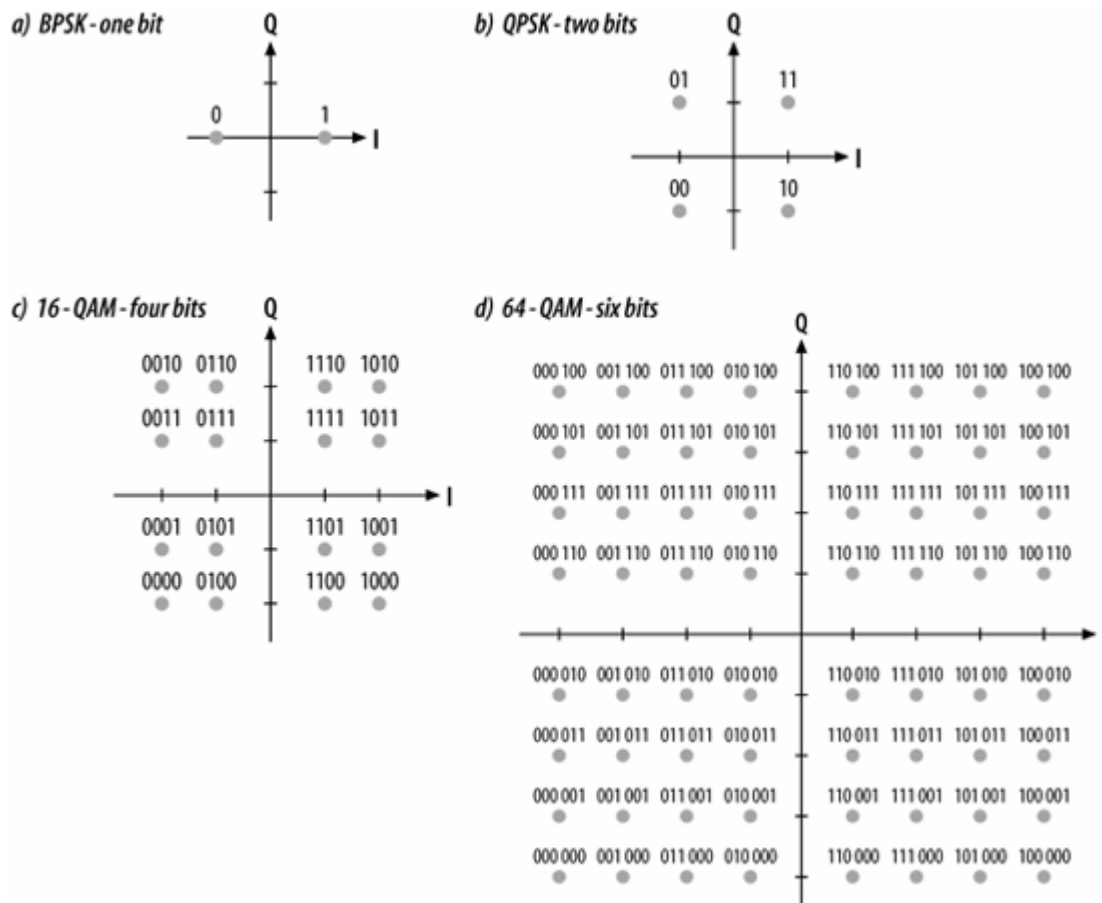 a) BPSK - one bit
Q
0 1
I
b) QPSK - two bits
Q
01 11
I
00 10
c) 16 - QAM - four bits
Q
0010 0110 1110 1010
0011 0111 1111 1011
I
0001 0101 1101 1001
0000 0100 1100 1000
d) 64 - QAM - six bits
Q
000 100 001 100 011 100 010 100 110 100 111 100 101 100 100 100
000 101 001 101 011 101 010 101 110 101 111 101 101 101 100 101
000 111 001 111 011 111 010 111 110 111 111 111 101 111 100 111
000 110 001 110 011 110 010 110 110 110 111 110 101 110 100 110
000 010 001 010 011 010 010 010 110 010 111 010 101 010 100 010
000 011 001 011 011 011 010 011 110 011 111 011 101 011 100 011
000 001 001 001 011 001 010 001 110 001 111 001 101 001 100 001
000 000 001 000 011 000 010 000 110 000 111 000 101 000 100 000